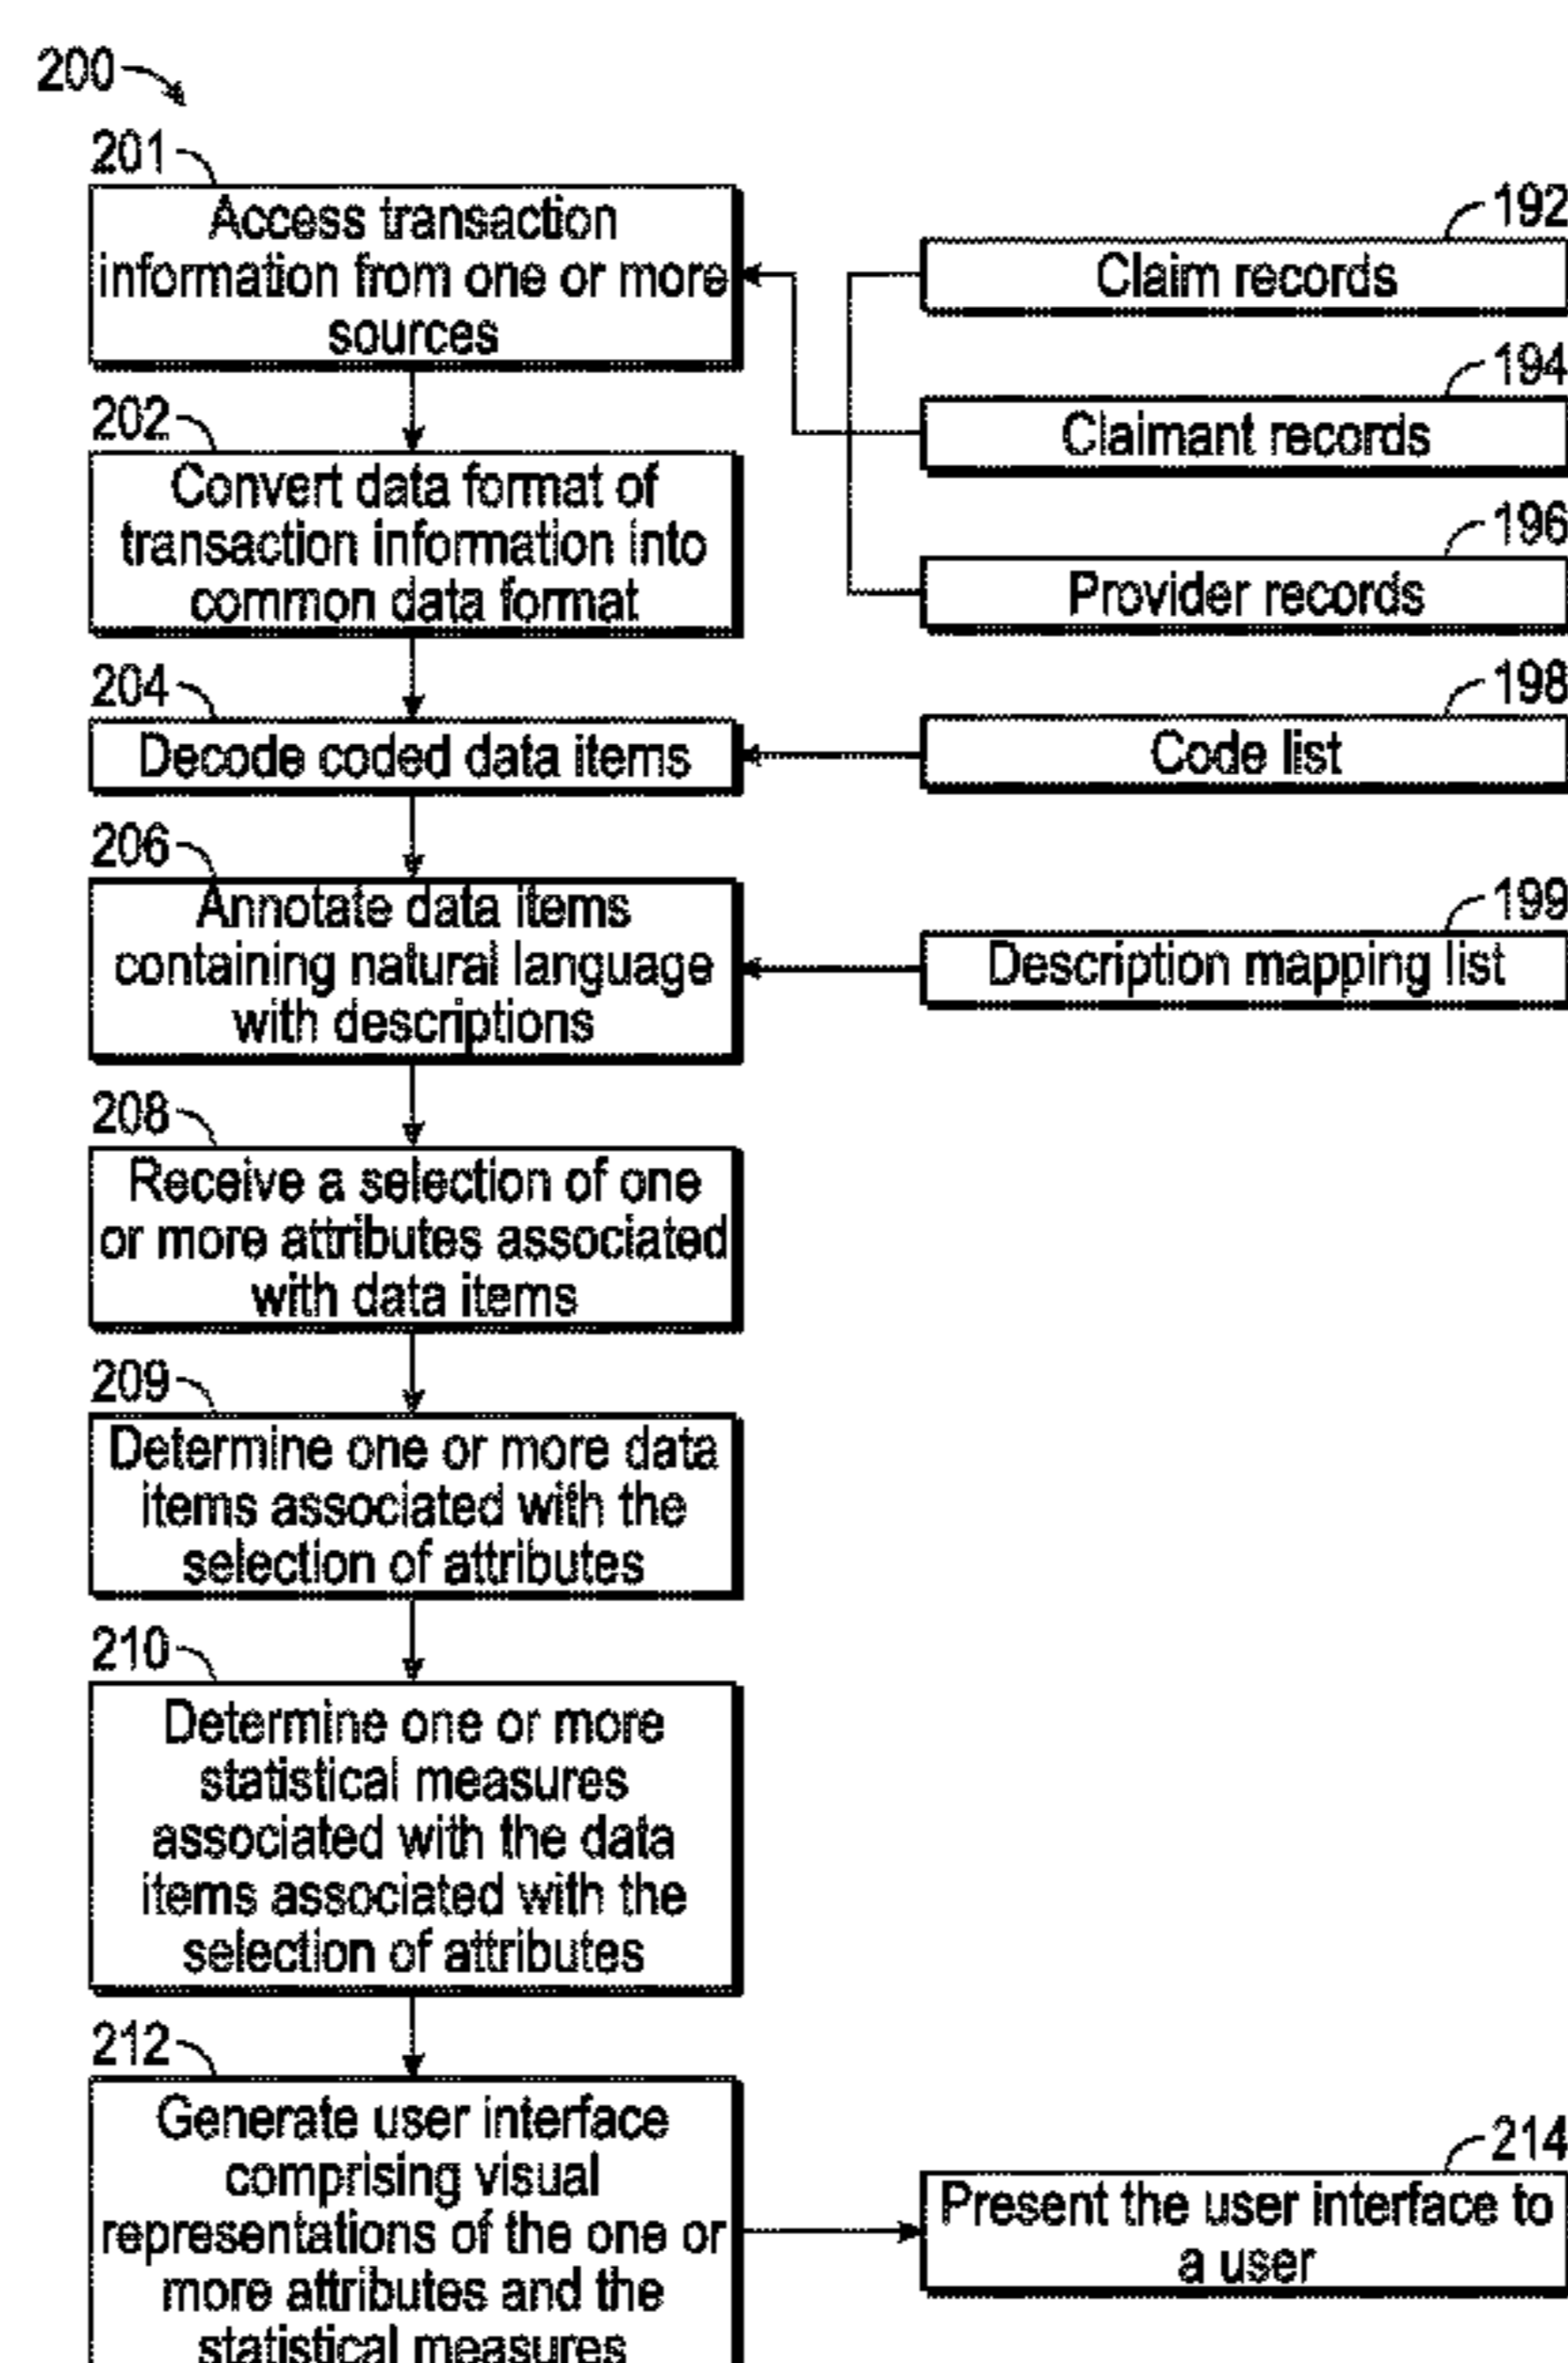 200
201
Access transaction
information from one or more
sources
192
Claim records
194
Claimant records
202
Convert data format of
transaction information into
common data format
196
Provider records
204
Decode coded data items
198
Code list
206
Annotate data items
containing natural language
with descriptions
199
Description mapping list
208
Receive a selection of one
or more attributes associated
with data items
209
Determine one or more data
items associated with the
selection of attributes
210
Determine one or more
statistical measures
associated with the data
items associated with the
selection of attributes
212
Generate user interface
comprising visual
representations of the one or
more attributes and the
statistical measures
214
Present the user interface to
a user